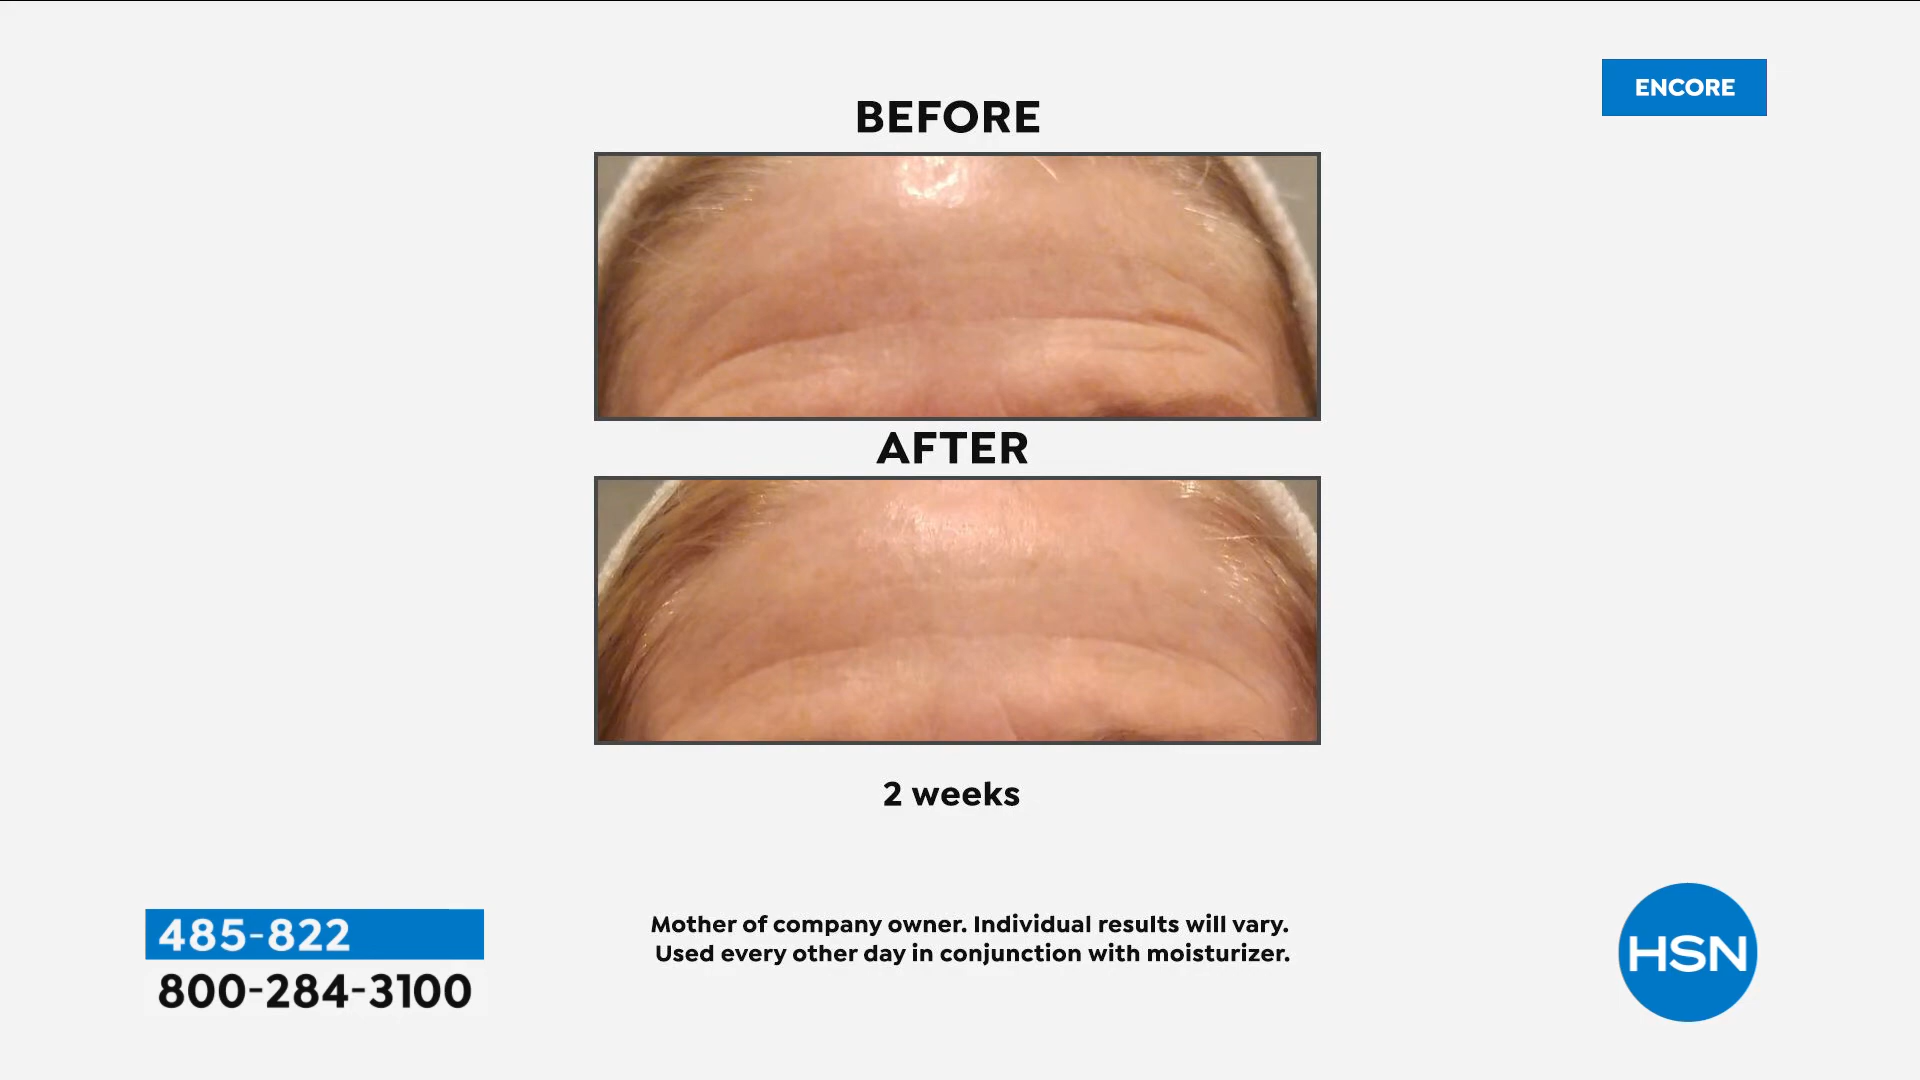 ENCORE
BEFORE
AFTER
2 weeks
485-822
800-284-3100
Mother of company owner. Individual results will vary.
Used every other day in conjunction with moisturizer.
HSN